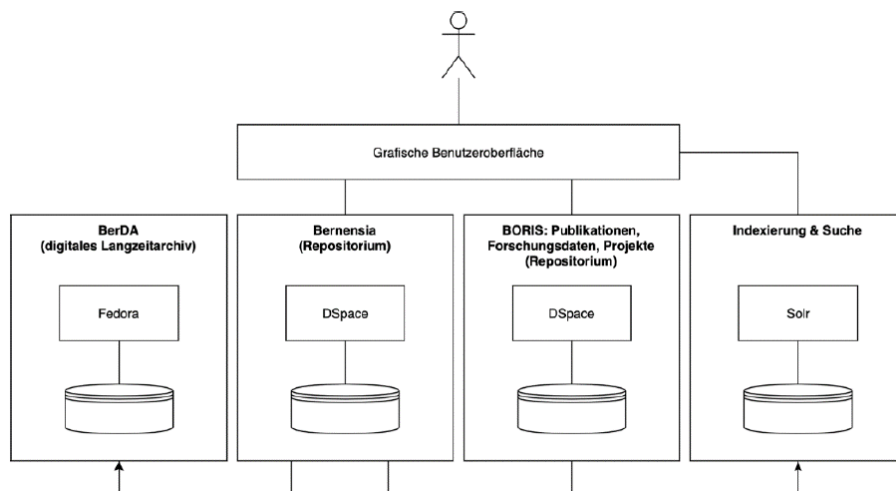 Grafische Benutzeroberfläche
BerDA
(digitales Langzeitarchiv)
Fedora
Bernensia
(Repositorium)
DSpace
BORIS: Publikationen,
Forschungsdaten, Projekte
(Repositorium)
DSpace
Indexierung & Suche
Solr